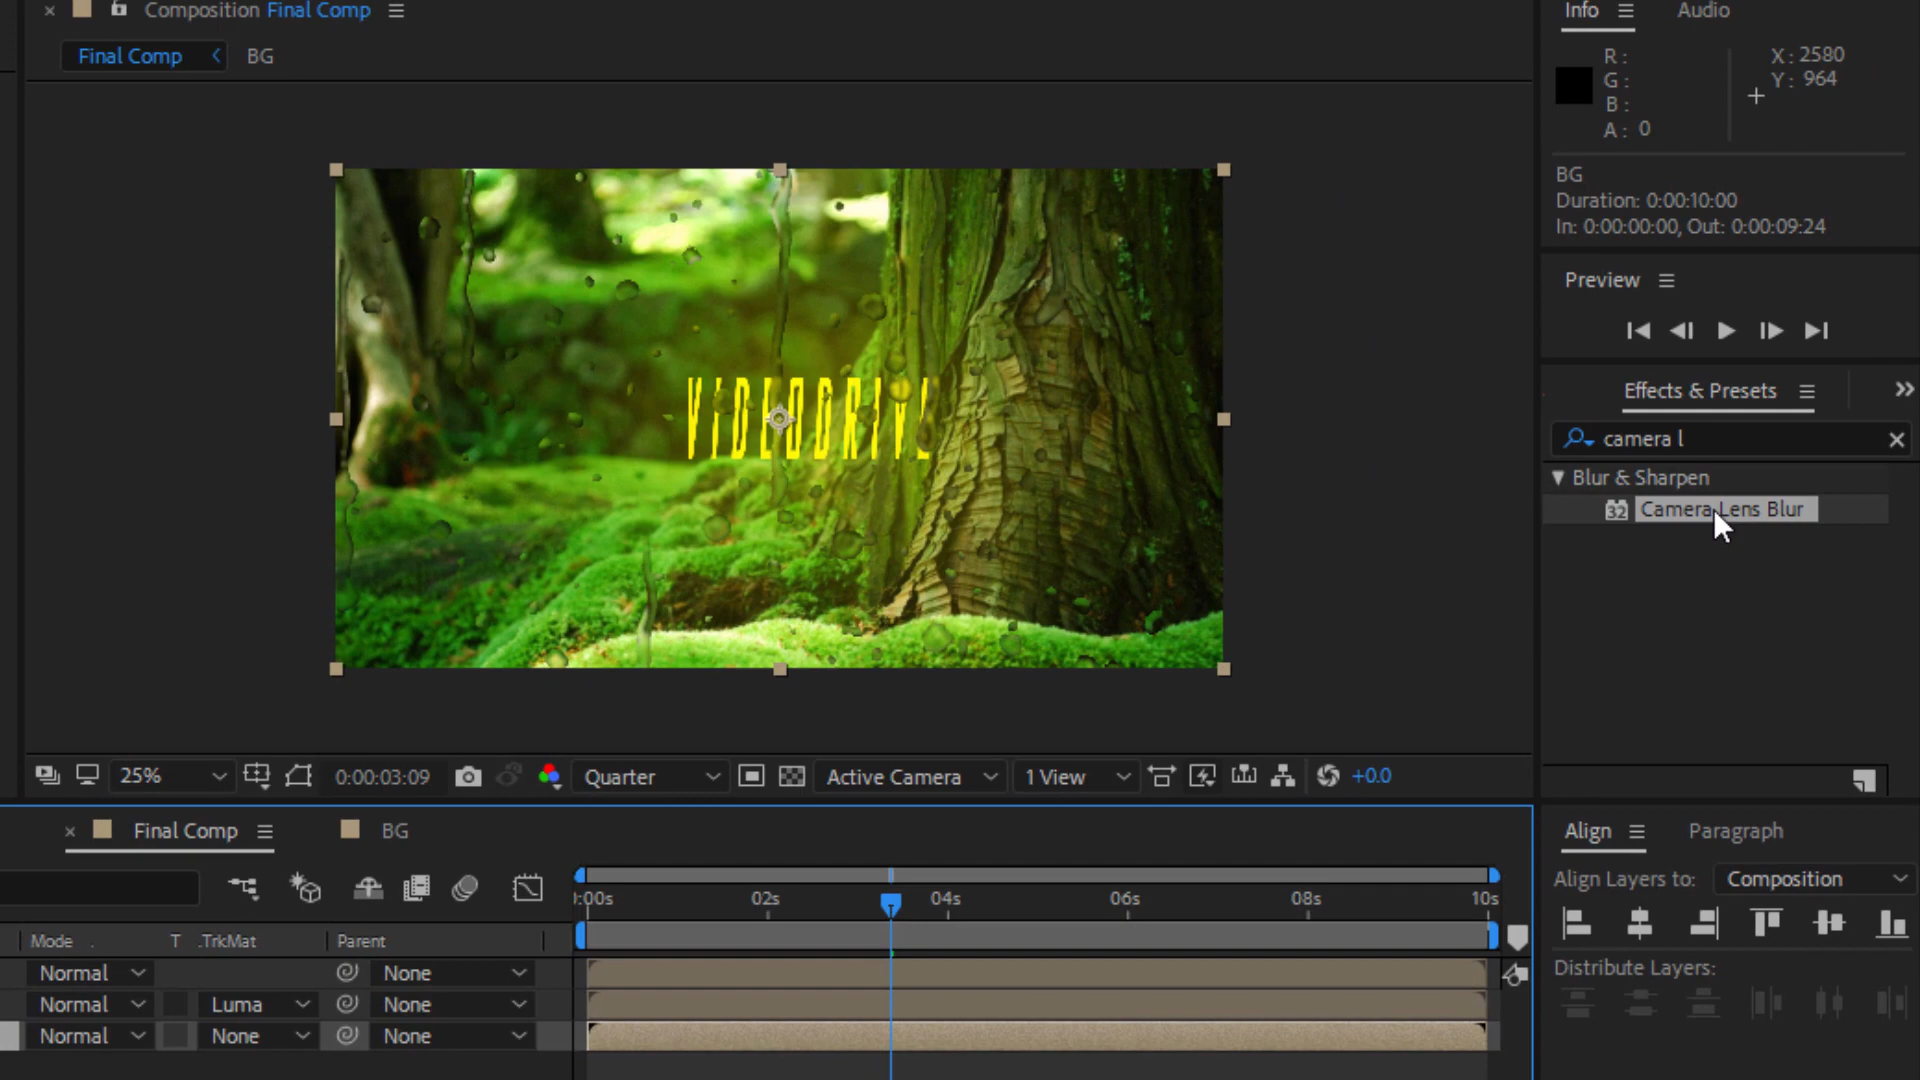 Composition Final Comp
Final Comp
BG
VIDEODRIVE
25%
0:00:03:09
Quarter
Active Camera
1 View
+0.0
Info
Audio
R :
G :
B :
A : 0
X : 2580
Y : 964
BG
Duration: 0:00:10:00
In: 0:00:00:00, Out: 0:00:09:24
Preview
Effects & Presets
camera l
Blur & Sharpen
32 Camera Lens Blur
Final Comp
BG
:00s 02s 04s 06s 08s 10s
Mode T .TrkMat Parent
Normal None
Normal Luma None
Normal None None
Align
Paragraph
Align Layers to: Composition
Distribute Layers: